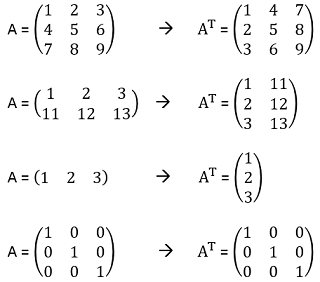 A = (1 2 3 → Aᵀ = (1 4 7
4 5 6 2 5 8
7 8 9) 3 6 9)
A = (1 2 3 → Aᵀ = (1 11
11 12 13) 2 12
3 13)
A = (1 2 3) → Aᵀ = (1
2
3)
A = (1 0 0 → Aᵀ = (1 0 0
0 1 0 0 1 0
0 0 1) 0 0 1)